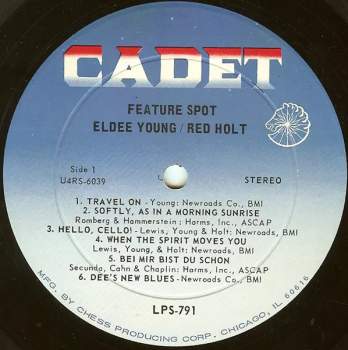 CADET
FEATURE SPOT
ELDEE YOUNG / RED HOLT
Side 1
U4RS-6039
STEREO
1. TRAVEL ON - Young: Newroads Co., BMI
2. SOFTLY, AS IN A MORNING SUNRISE
Romberg & Hammerstein: Harms, Inc., ASCAP
3. HELLO, CELLO! - Lewis, Young & Holt: Newroads, BMI
4. WHEN THE SPIRIT MOVES YOU
Lewis, Young, & Holt: Newroads, BMI
5. BEI MIR BIST DU SCHON
Secunda, Cahn & Chaplin: Harms, Inc., ASCAP
6. DEE'S NEW BLUES - Newroads Co., BMI
LPS-791
MFG. BY CHESS PRODUCING CORP. CHICAGO, IL 60616